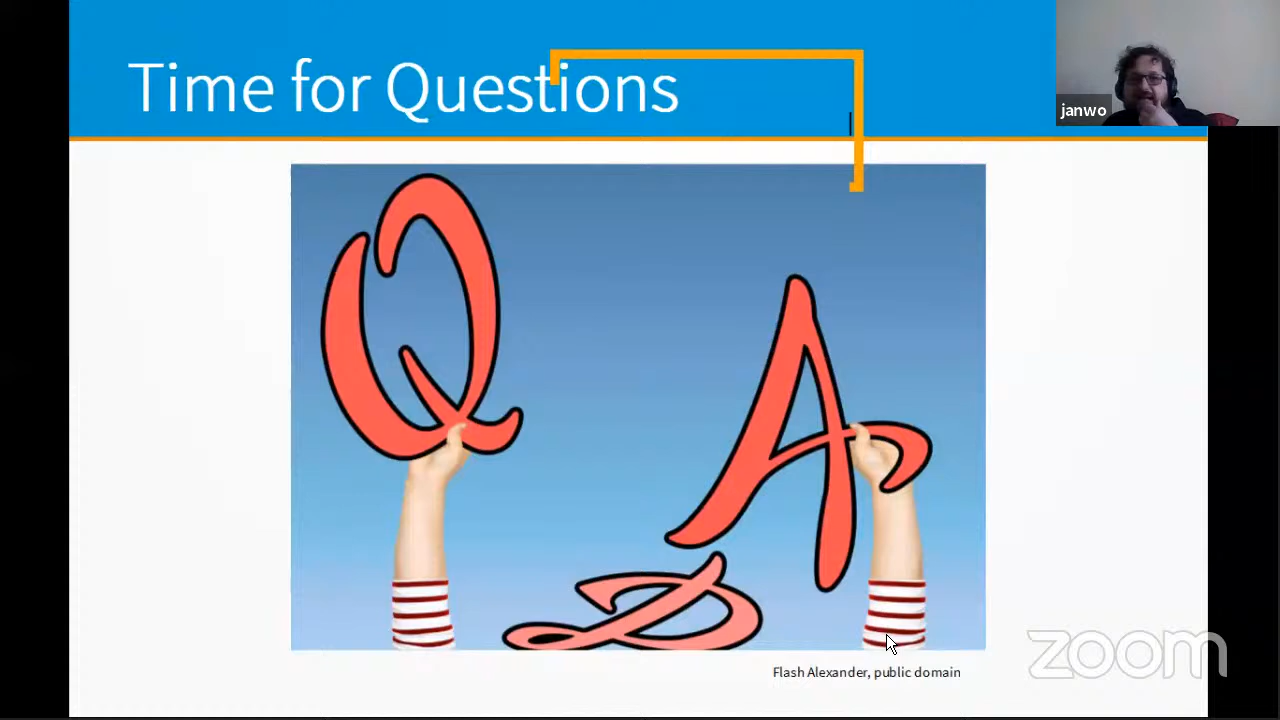 Time for Questions
janwo
Q
A
Flash Alexander, public domain
zoom